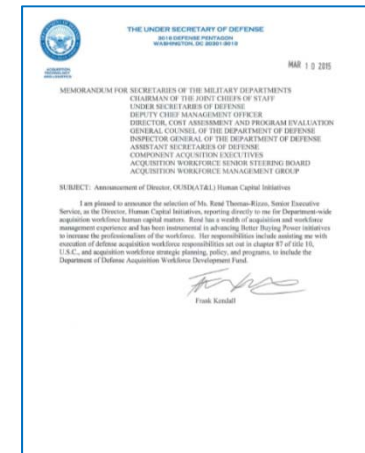 THE UNDER SECRETARY OF DEFENSE
3010 DEFENSE PENTAGON
WASHINGTON, DC 20301-3010
ACQUISITION
TECHNOLOGY
AND LOGISTICS
MAR 10 2015
MEMORANDUM FOR SECRETARIES OF THE MILITARY DEPARTMENTS
CHAIRMAN OF THE JOINT CHIEFS OF STAFF
UNDER SECRETARIES OF DEFENSE
DEPUTY CHIEF MANAGEMENT OFFICER
DIRECTOR, COST ASSESSMENT AND PROGRAM EVALUATION
GENERAL COUNSEL OF THE DEPARTMENT OF DEFENSE
INSPECTOR GENERAL OF THE DEPARTMENT OF DEFENSE
ASSISTANT SECRETARIES OF DEFENSE
COMPONENT ACQUSITION EXECUTIVES
ACQUISITION WORKFORCE SENIOR STEERING BOARD
ACQUISITION WORKFORCE MANAGEMENT GROUP
SUBJECT: Announcement of Director, OUSD(AT&L) Human Capital Initiatives
I am pleased to announce the selection of Ms. René Thomas-Rizzo, Senior Executive
Service, as the Director, Human Capital Initiatives, reporting directly to me for Department-wide
acquisition workforce human capital matters. René has a wealth of acquisition and workforce
management experience and has been instrumental in advancing Better Buying Power initiatives
to increase the professionalism of the workforce. Her responsibilities include assisting me with
execution of defense acquisition workforce responsibilities set out in chapter 87 of title 10,
U.S.C., and acquisition workforce strategic planning, policy, and programs, to include the
Department of Defense Acquisition Workforce Development Fund.
Frank Kendall